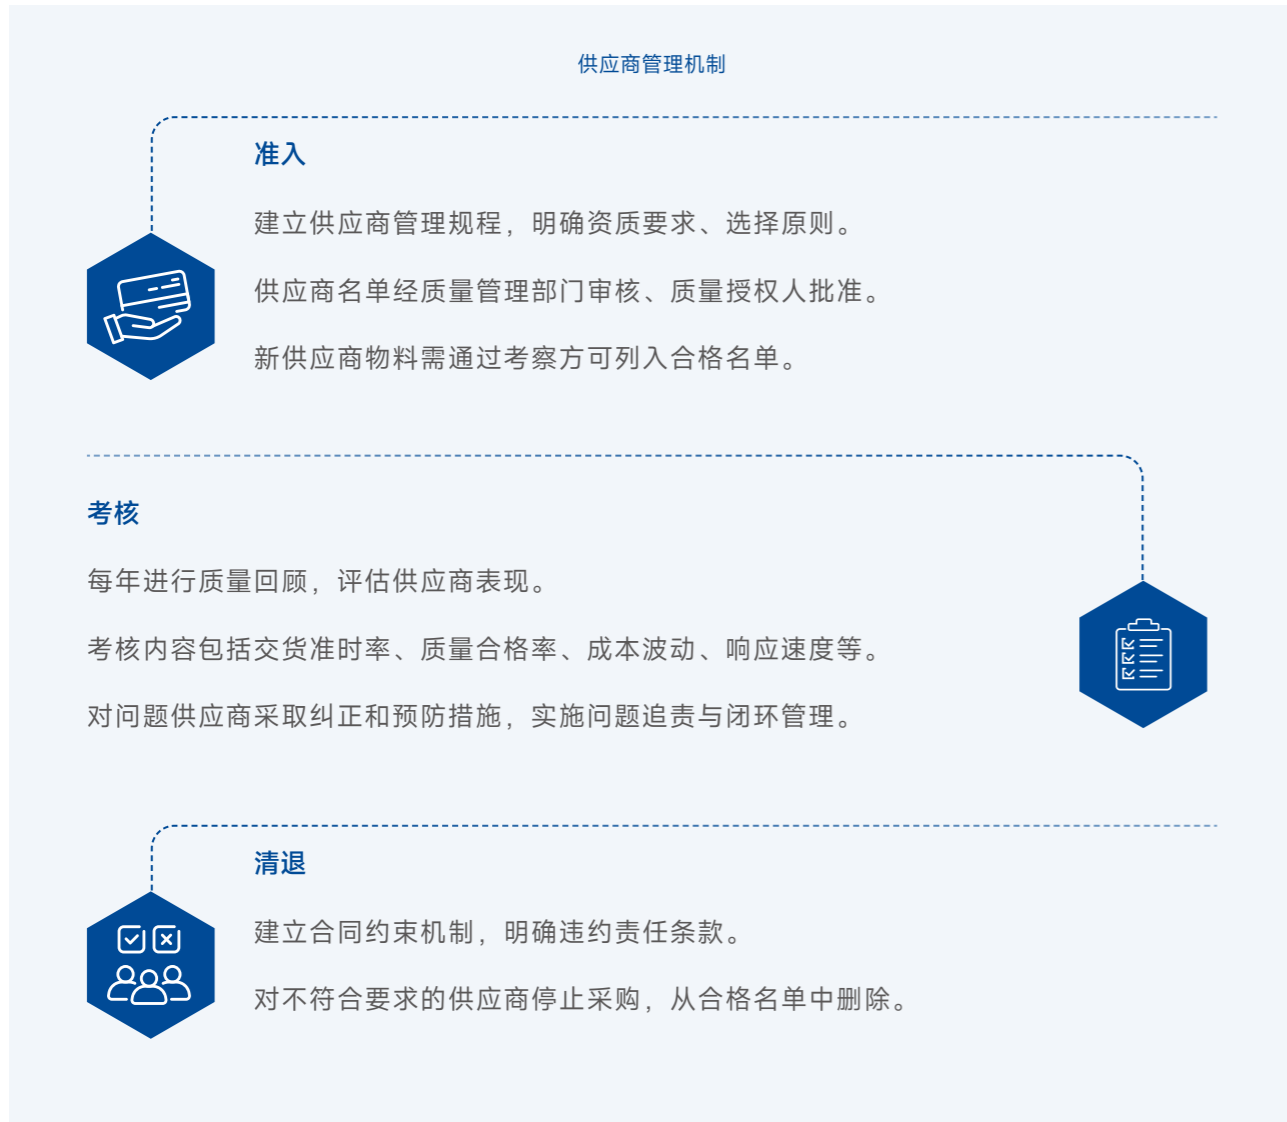 供应商管理机制
准入
建立供应商管理规程，明确资质要求、选择原则。
供应商名单经质量管理部门审核、质量授权人批准。
新供应商物料需通过考察方可列入合格名单。
考核
每年进行质量回顾，评估供应商表现。
考核内容包括交货准时率、质量合格率、成本波动、响应速度等。
对问题供应商采取纠正和预防措施，实施问题追责与闭环管理。
清退
建立合同约束机制，明确违约责任条款。
对不符合要求的供应商停止采购，从合格名单中删除。